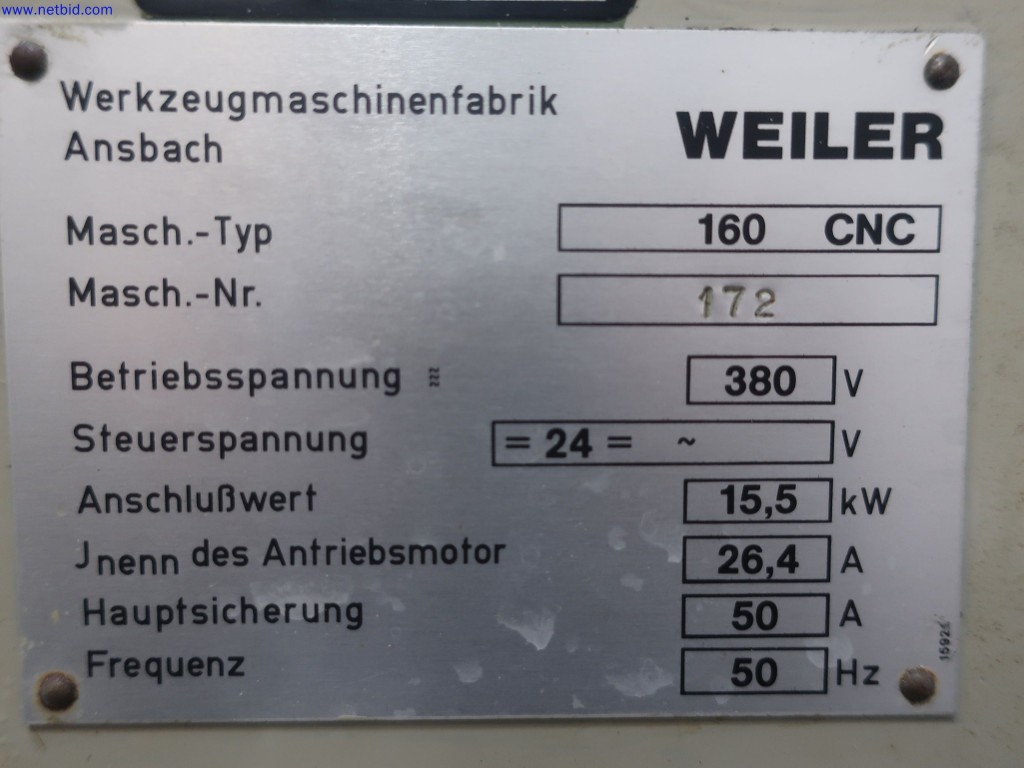 www.netbid.com
Werkzeugmaschinenfabrik
Ansbach
WEILER
Masch.-Typ 160 CNC
Masch.-Nr. 172
Betriebsspannung 380 V
Steuerspannung = 24 = ~ V
Anschlußwert 15,5 kW
Jnenn des Antriebsmotor 26,4 A
Hauptsicherung 50 A
Frequenz 50 Hz